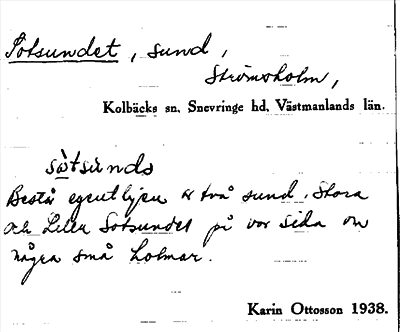 Sotsundet, sund,
Strömsholm,
Kolbäcks sn. Snevringe hd. Västmanlands län.
sòtsùnds
Består egentligen av två sund. Stora
och Lilla Sotsundet på var sida om
några små holmar.
Karin Ottosson 1938.